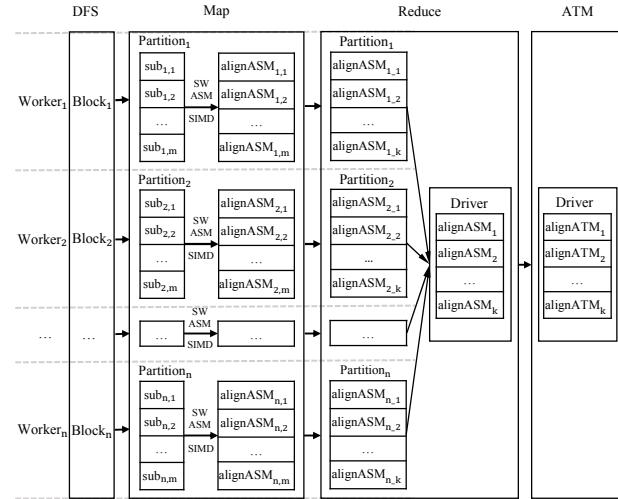 DFS Map Reduce ATM
Partition₁ Partition₁
sub₁,₁ alignASM₁,₁ alignASM₁_₁
sub₁,₂ SW alignASM₁,₂ alignASM₁_₂
Worker₁ Block₁ ASM
… SIMD … …
sub₁,ₘ alignASM₁,ₘ alignASM₁_ₖ
Partition₂ Partition₂
sub₂,₁ alignASM₂,₁ alignASM₂_₁ Driver Driver
sub₂,₂ SW alignASM₂,₂ alignASM₂_₂ alignASM₁ alignATM₁
Worker₂ Block₂ ASM alignASM₂ alignATM₂
… SIMD … ... … …
sub₂,ₘ alignASM₂,ₘ alignASM₂_ₖ alignASMₖ alignATMₖ
SW
ASM
… … … … …
SIMD
Partitionₙ Partitionₙ
subₙ,₁ alignASMₙ,₁ alignASMₙ_₁
subₙ,₂ SW alignASMₙ,₂ alignASMₙ_₂
Workerₙ Blockₙ ASM
… SIMD … …
subₙ,ₘ alignASMₙ,ₘ alignASMₙ_ₖ